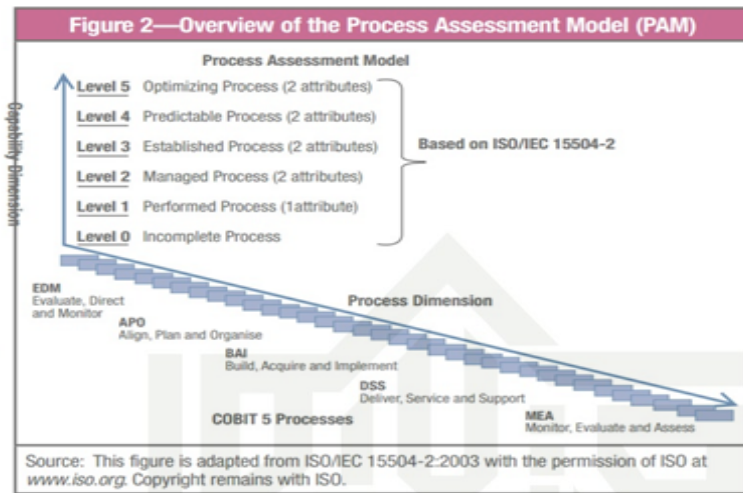 Figure 2—Overview of the Process Assessment Model (PAM)
Process Assessment Model
Level 5 Optimizing Process (2 attributes)
Level 4 Predictable Process (2 attributes)
Level 3 Established Process (2 attributes)
Level 2 Managed Process (2 attributes)
Level 1 Performed Process (1attribute)
Level 0 Incomplete Process
Capability Dimension
Based on ISO/IEC 15504-2
EDM
Evaluate, Direct
and Monitor
Process Dimension
APO
Align, Plan and Organise
BAI
Build, Acquire and Implement
DSS
Deliver, Service and Support
COBIT 5 Processes
MEA
Monitor, Evaluate and Assess
Source: This figure is adapted from ISO/IEC 15504-2:2003 with the permission of ISO at
www.iso.org. Copyright remains with ISO.